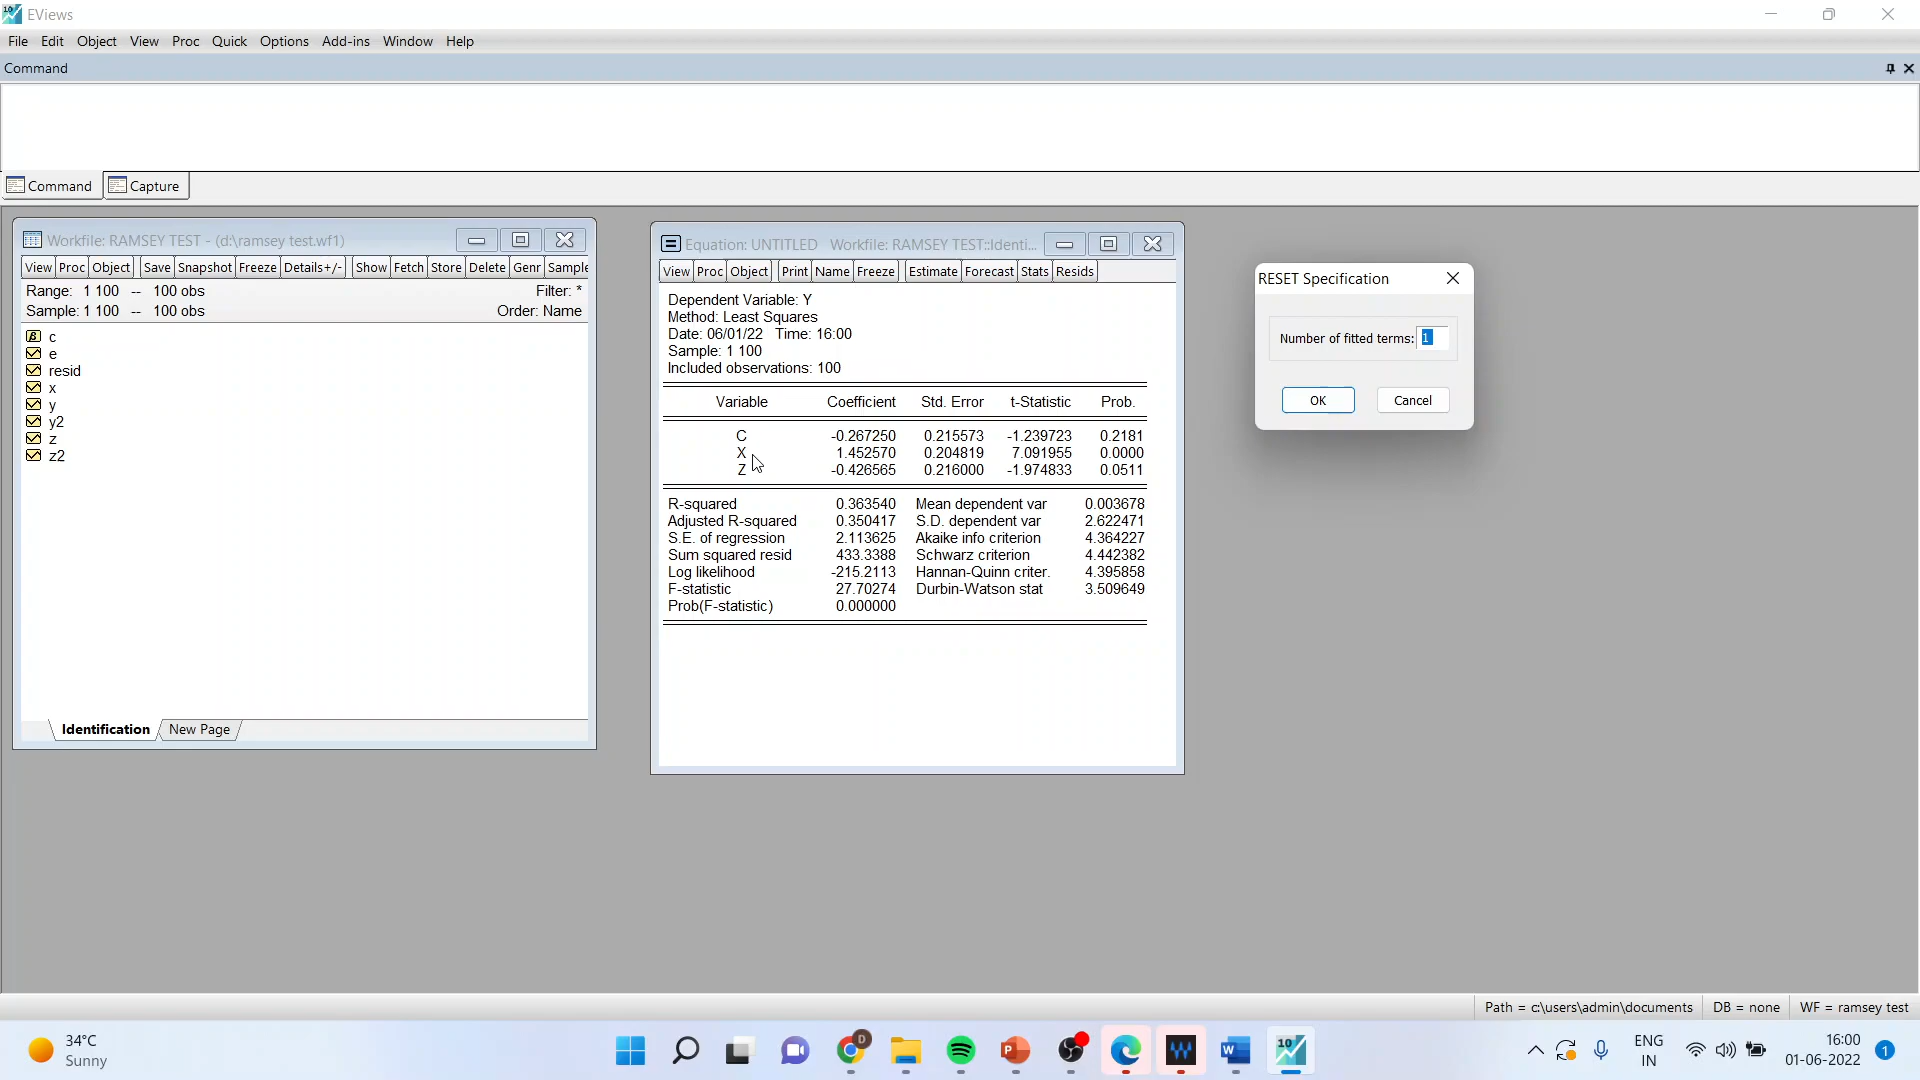 EViews
File Edit Object View Proc Quick Options Add-ins Window Help
Command
Command Capture
Workfile: RAMSEY TEST - (d:\ramsey test.wf1)
View Proc Object Save Snapshot Freeze Details+/- Show Fetch Store Delete Genr Sample
Range: 1 100 -- 100 obs Filter: *
Sample: 1 100 -- 100 obs Order: Name
c
e
resid
x
y
y2
z
z2
Identification New Page
Equation: UNTITLED Workfile: RAMSEY TEST::Identi...
View Proc Object Print Name Freeze Estimate Forecast Stats Resids
Dependent Variable: Y
Method: Least Squares
Date: 06/01/22 Time: 16:00
Sample: 1 100
Included observations: 100
Variable Coefficient Std. Error t-Statistic Prob.
C -0.267250 0.215573 -1.239723 0.2181
X 1.452570 0.204819 7.091955 0.0000
Z -0.426565 0.216000 -1.974833 0.0511
R-squared 0.363540 Mean dependent var 0.003678
Adjusted R-squared 0.350417 S.D. dependent var 2.622471
S.E. of regression 2.113625 Akaike info criterion 4.364227
Sum squared resid 433.3388 Schwarz criterion 4.442382
Log likelihood -215.2113 Hannan-Quinn criter. 4.395858
F-statistic 27.70274 Durbin-Watson stat 3.509649
Prob(F-statistic) 0.000000
RESET Specification
Number of fitted terms: 1
OK Cancel
Path = c:\users\admin\documents DB = none WF = ramsey test
34°C
Sunny
ENG
IN
16:00
01-06-2022
1